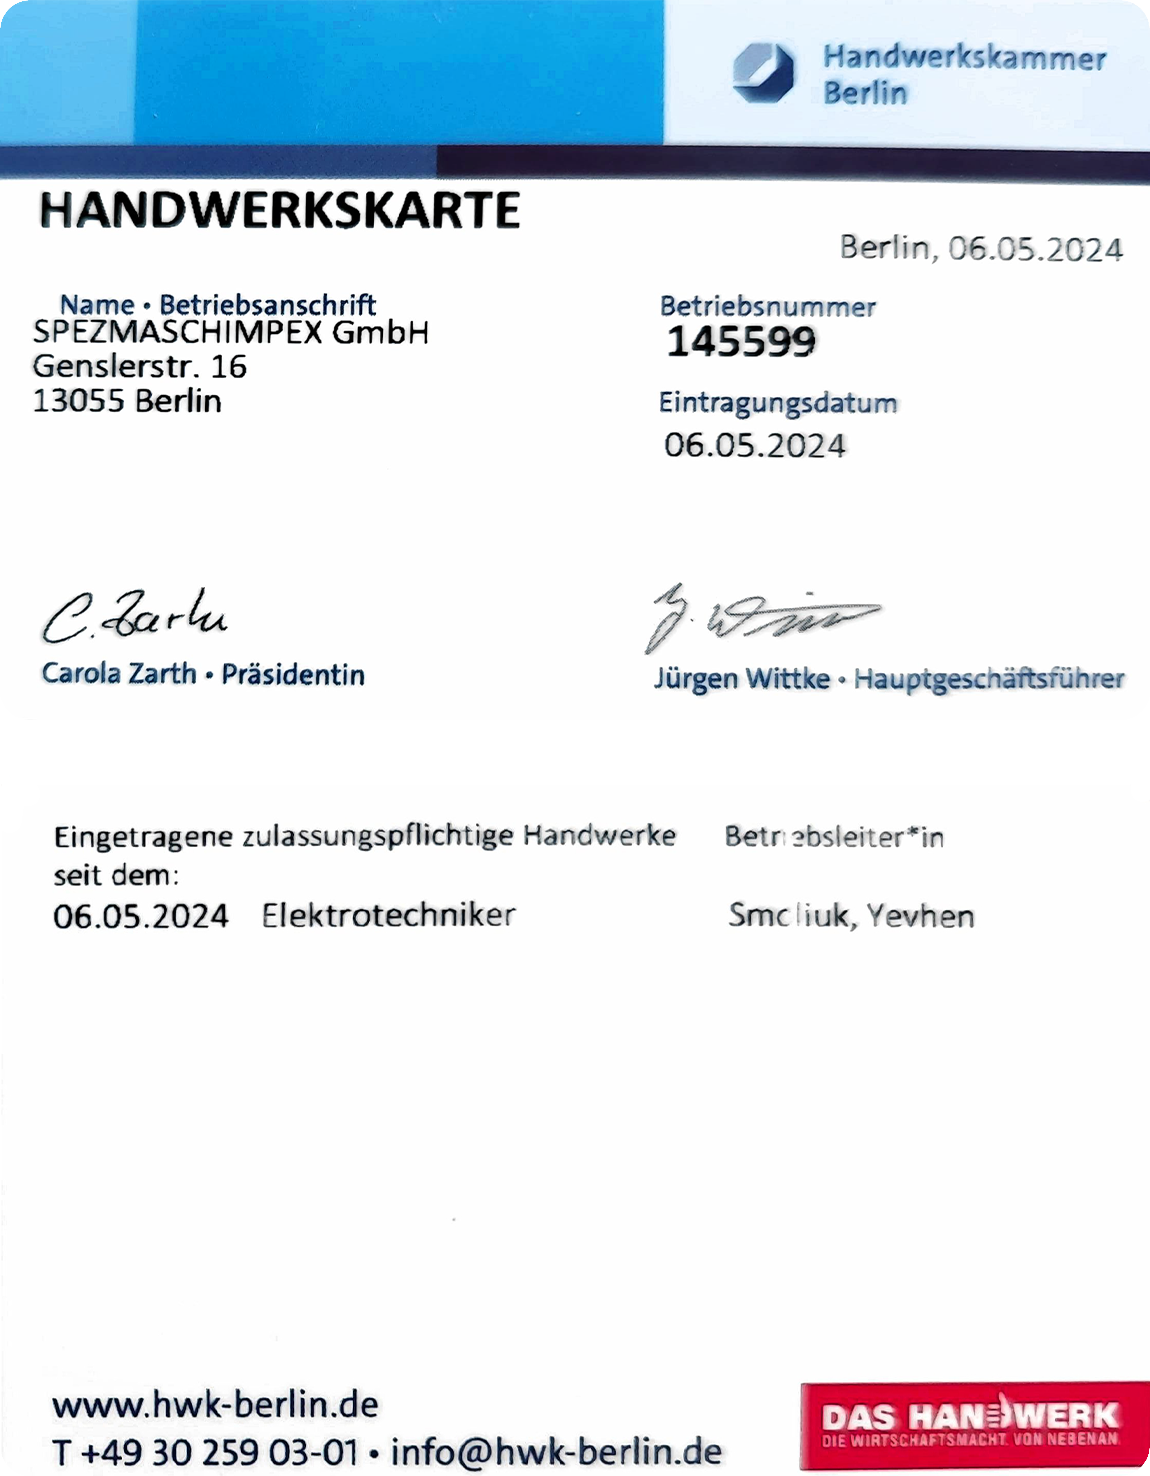 Handwerkskammer
Berlin
HANDWERKSKARTE
Berlin, 06.05.2024
Name • Betriebsanschrift
SPEZMASCHIMPEX GmbH
Genslerstr. 16
13055 Berlin
Betriebsnummer
145599
Eintragungsdatum
06.05.2024
C. Zarth
Carola Zarth • Präsidentin
Jürgen Wittke • Hauptgeschäftsführer
Eingetragene zulassungspflichtige Handwerke
seit dem:
06.05.2024 Elektrotechniker
Betriebsleiter*in
Yevhen
www.hwk-berlin.de
T +49 30 259 03-01 • info@hwk-berlin.de
DAS HANDWERK
DIE WIRTSCHAFTSMACHT. VON NEBENAN.